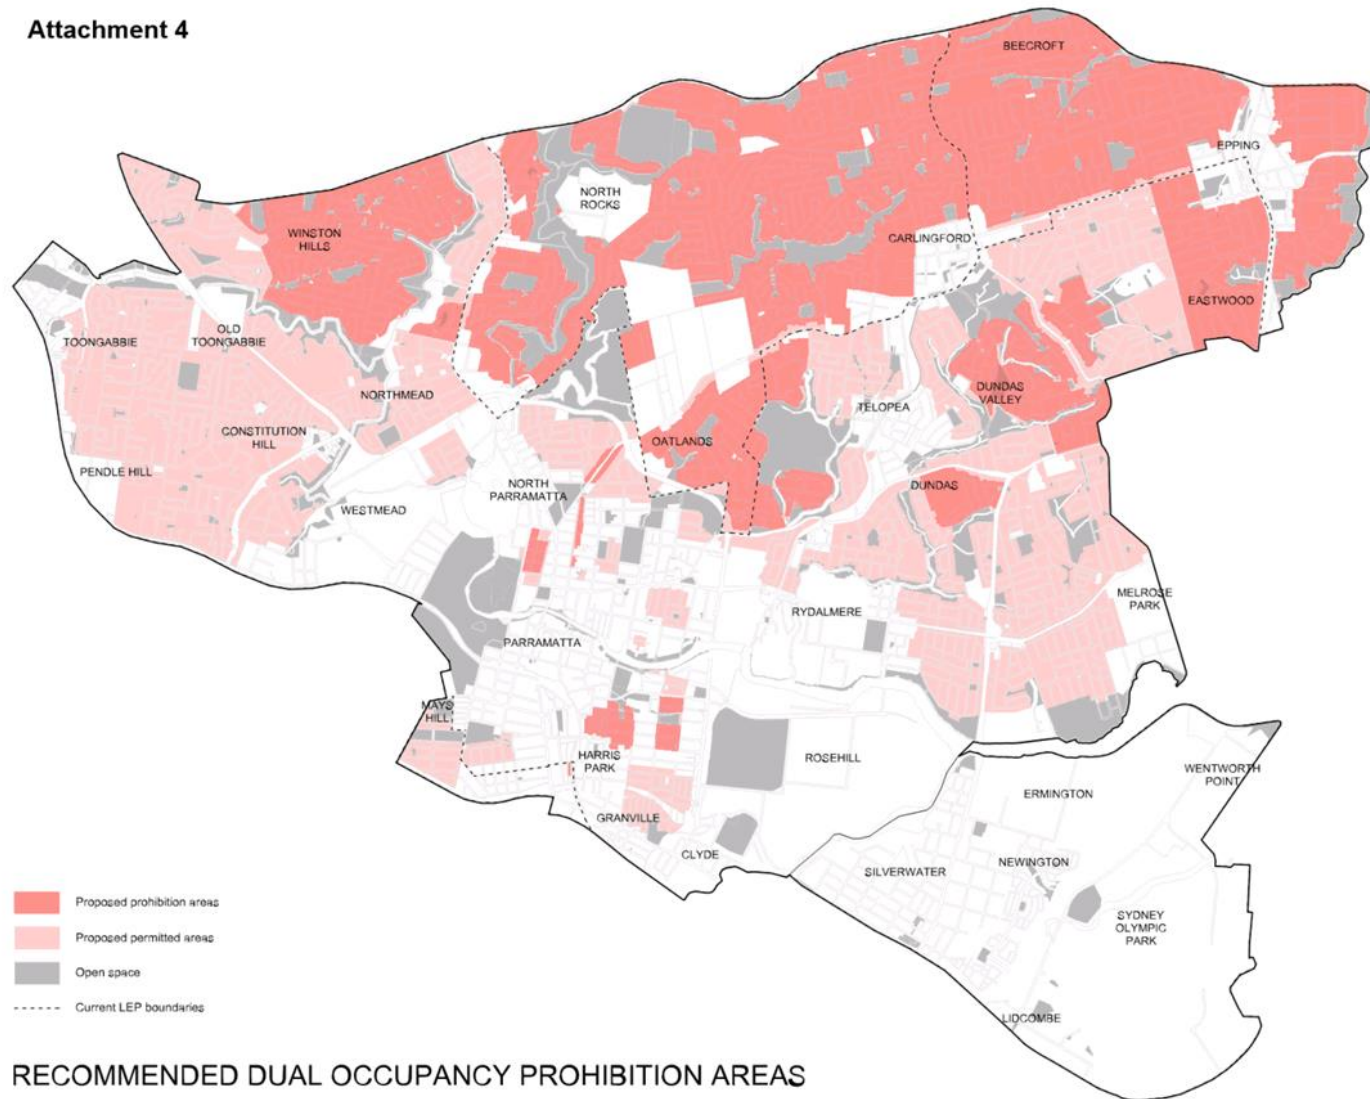 Attachment 4
BEECROFT
EPPING
NORTH
ROCKS
WINSTON
HILLS
CARLINGFORD
EASTWOOD
TOONGABBIE
OLD
TOONGABBIE
NORTHMEAD
DUNDAS
VALLEY
TELOPEA
CONSTITUTION
HILL
OATLANDS
PENDLE HILL
NORTH
PARRAMATTA
DUNDAS
WESTMEAD
MELROSE
PARK
RYDALMERE
PARRAMATTA
MAYS
HILL
HARRIS
PARK
ROSEHILL
WENTWORTH
POINT
ERMINGTON
GRANVILLE
CLYDE
NEWINGTON
SILVERWATER
SYDNEY
OLYMPIC
PARK
LIDCOMBE
Proposed prohibition areas
Proposed permitted areas
Open space
Current LEP boundaries
RECOMMENDED DUAL OCCUPANCY PROHIBITION AREAS